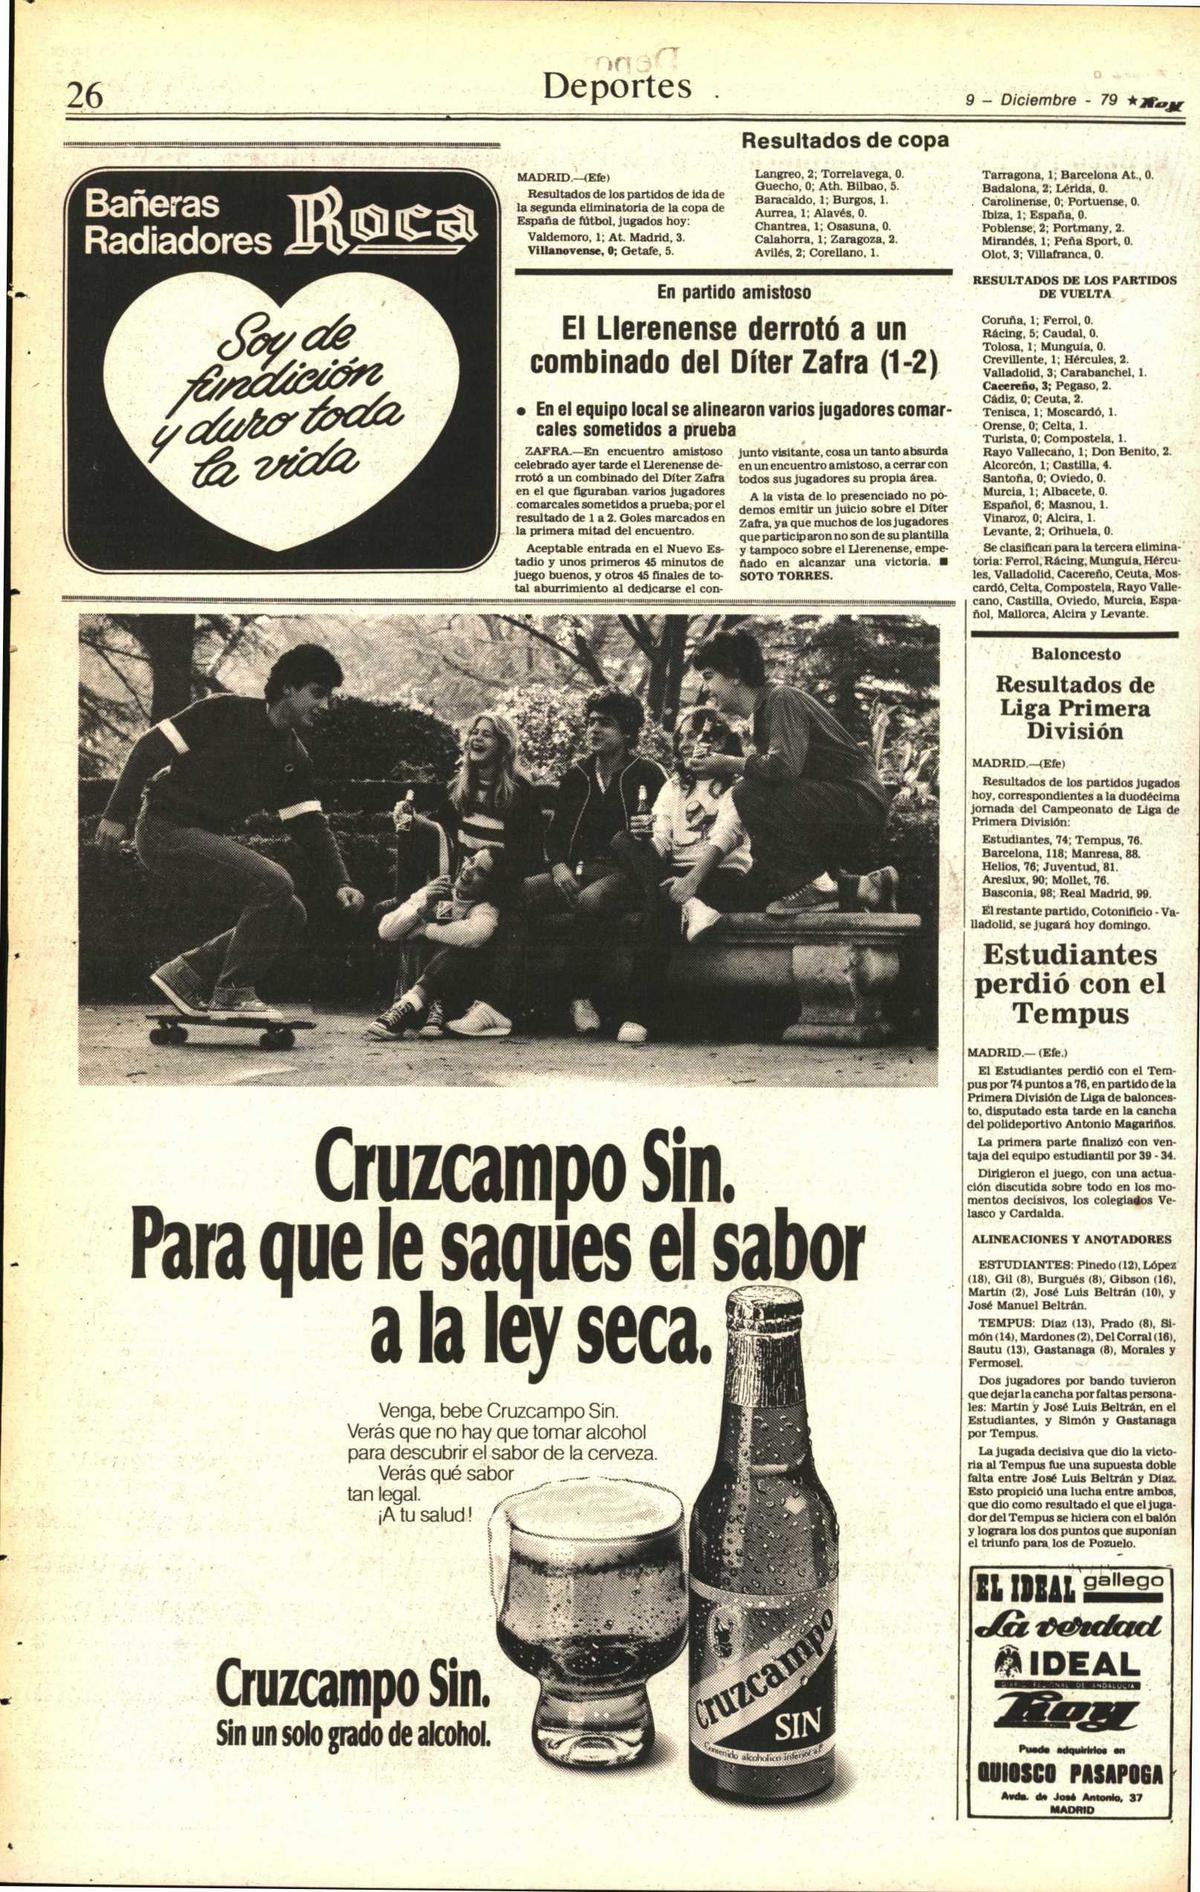 26
Deportes
9 - Diciembre - 79 ★ Hoy
Bañeras
Radiadores
Roca
Soy de
fundición
y duro toda
la vida
Resultados de copa
MADRID.—(Efe)
Resultados de los partidos de ida de
la segunda eliminatoria de la copa de
España de fútbol, jugados hoy:
Valdemoro, 1; At. Madrid, 3.
Villanovense, 0; Getafe, 5.
Langreo, 2; Torrelavega, 0.
Guecho, 0; Ath. Bilbao, 5.
Baracaldo, 1; Burgos, 1.
Aurrea, 1; Alavés, 0.
Chantrea, 1; Osasuna, 0.
Calahorra, 1; Zaragoza, 2.
Avilés, 2; Corellano, 1.
Tarragona, 1; Barcelona At., 0.
Badalona, 2; Lérida, 0.
Carolinense, 0; Portuense, 0.
Ibiza, 1; España, 0.
Poblense, 2; Portmany, 2.
Mirandés, 1; Peña Sport, 0.
Olot, 3; Villafranca, 0.
RESULTADOS DE LOS PARTIDOS
DE VUELTA
Coruña, 1; Ferrol, 0.
Rácing, 5; Caudal, 0.
Tolosa, 1; Munguía, 0.
Crevillente, 1; Hércules, 2.
Valladolid, 3; Carabanchel, 1.
Cacereño, 3; Pegaso, 2.
Cádiz, 0; Ceuta, 2.
Tenisca, 1; Moscardó, 1.
Orense, 0; Celta, 1.
Turista, 0; Compostela, 1.
Rayo Vallecano, 1; Don Benito, 2.
Alcorcón, 1; Castilla, 4.
Santoña, 0; Oviedo, 0.
Murcia, 1; Albacete, 0.
Español, 6; Masnou, 1.
Vinaroz, 0; Alcira, 1.
Levante, 2; Orihuela, 0.
Se clasifican para la tercera elimina-
toria: Ferrol, Rácing, Munguía, Hércu-
les, Valladolid, Cacereño, Ceuta, Mos-
cardó, Celta, Compostela, Rayo Valle-
cano, Castilla, Oviedo, Murcia, Espa-
ñol, Mallorca, Alcira y Levante.
En partido amistoso
El Llerenense derrotó a un
combinado del Díter Zafra (1-2)
● En el equipo local se alinearon varios jugadores comar-
cales sometidos a prueba
ZAFRA.—En encuentro amistoso
celebrado ayer tarde el Llerenense de-
rrotó a un combinado del Díter Zafra
en el que figuraban varios jugadores
comarcales sometidos a prueba, por el
resultado de 1 a 2. Goles marcados en
la primera mitad del encuentro.
Aceptable entrada en el Nuevo Es-
tadio y unos primeros 45 minutos de
juego buenos, y otros 45 finales de to-
tal aburrimiento al dedicarse el con-
junto visitante, cosa un tanto absurda
en un encuentro amistoso, a cerrar con
todos sus jugadores su propia área.
A la vista de lo presenciado no po-
demos emitir un juicio sobre el Díter
Zafra, ya que muchos de los jugadores
que participaron no son de su plantilla
y tampoco sobre el Llerenense, empe-
ñado en alcanzar una victoria. ■
SOTO TORRES.
Baloncesto
Resultados de
Liga Primera
División
MADRID.—(Efe)
Resultados de los partidos jugados
hoy, correspondientes a la duodécima
jornada del Campeonato de Liga de
Primera División:
Estudiantes, 74; Tempus, 76.
Barcelona, 118; Manresa, 88.
Helios, 76; Juventud, 81.
Areslux, 90; Mollet, 76.
Basconia, 98; Real Madrid, 99.
El restante partido, Cotonificio - Va-
lladolid, se jugará hoy domingo.
Estudiantes
perdió con el
Tempus
MADRID.— (Efe.)
El Estudiantes perdió con el Tem-
pus por 74 puntos a 76, en partido de la
Primera División de Liga de balonces-
to, disputado esta tarde en la cancha
del polideportivo Antonio Magariños.
La primera parte finalizó con ven-
taja del equipo estudiantil por 39 - 34.
Dirigieron el juego, con una actua-
ción discutida sobre todo en los mo-
mentos decisivos, los colegiados Ve-
lasco y Cardalda.
ALINEACIONES Y ANOTADORES
ESTUDIANTES: Pinedo (12), López
(18), Gil (8), Burgués (8), Gibson (16),
Martín (2), José Luis Beltrán (10), y
José Manuel Beltrán.
TEMPUS: Díaz (13), Prado (8), Si-
món (14), Mardones (2), Del Corral (16),
Sautu (13), Gastanaga (8), Morales y
Fermosel.
Dos jugadores por bando tuvieron
que dejar la cancha por faltas persona-
les: Martín y José Luis Beltrán, en el
Estudiantes, y Simón y Gastanaga
por Tempus.
La jugada decisiva que dio la victo-
ria al Tempus fue una supuesta doble
falta entre José Luis Beltrán y Díaz.
Esto propició una lucha entre ambos,
que dio como resultado el que el juga-
dor del Tempus se hiciera con el balón
y lograra los dos puntos que suponían
el triunfo para los de Pozuelo.
Cruzcampo Sin.
Para que le saques el sabor
a la ley seca.
Venga, bebe Cruzcampo Sin.
Verás que no hay que tomar alcohol
para descubrir el sabor de la cerveza.
Verás qué sabor
tan legal.
¡A tu salud!
Cruzcampo
SIN
Contenido alcohólico inferior a
Cruzcampo Sin.
Sin un solo grado de alcohol.
EL IDEAL gallego
La verdad
IDEAL
DIARIO REGIONAL DE ANDALUCIA
Hoy
Puede adquirirlos en
QUIOSCO PASAPOGA
Avda. de José Antonio, 37
MADRID